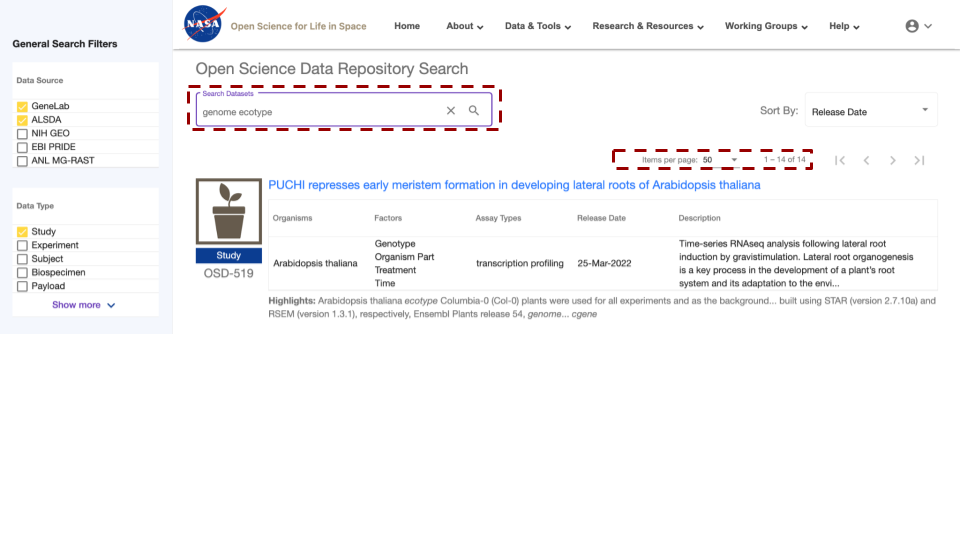 NASA
Open Science for Life in Space
Home
About
Data & Tools
Research & Resources
Working Groups
Help
General Search Filters
Data Source
GeneLab
ALSDA
NIH GEO
EBI PRIDE
ANL MG-RAST
Data Type
Study
Experiment
Subject
Biospecimen
Payload
Show more
Open Science Data Repository Search
Search Datasets
genome ecotype
Sort By:
Release Date
Items per page: 50
1 – 14 of 14
PUCHI represses early meristem formation in developing lateral roots of Arabidopsis thaliana
Study
OSD-519
Organisms
Factors
Assay Types
Release Date
Description
Arabidopsis thaliana
Genotype
Organism Part
Treatment
Time
transcription profiling
25-Mar-2022
Time-series RNAseq analysis following lateral root
induction by gravistimulation. Lateral root organogenesis
is a key process in the development of a plant's root
system and its adaptation to the envi...
Highlights: Arabidopsis thaliana ecotype Columbia-0 (Col-0) plants were used for all experiments and as the background... built using STAR (version 2.7.10a) and
RSEM (version 1.3.1), respectively, Ensembl Plants release 54, genome... cgene